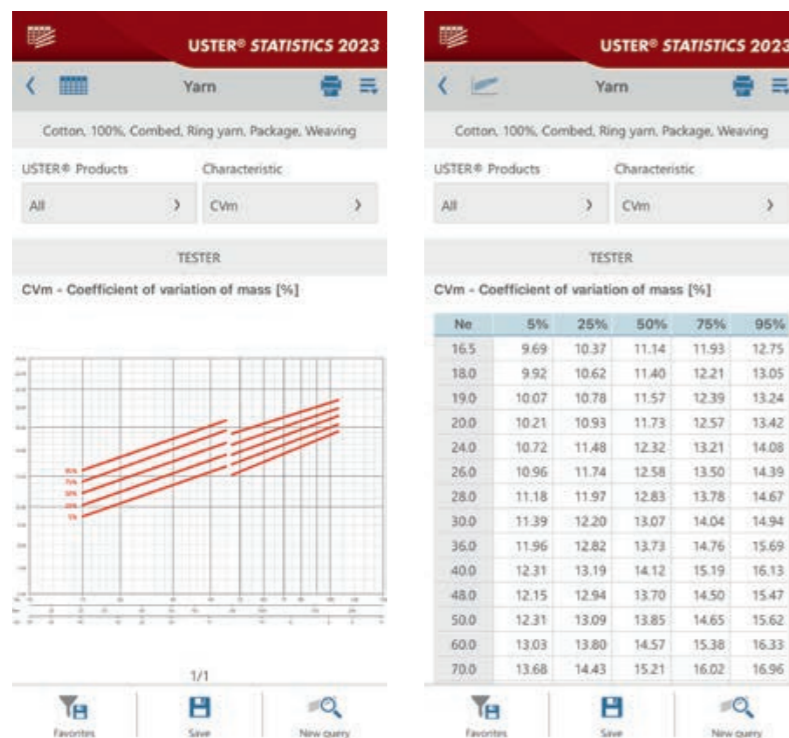 USTER® STATISTICS 2023
Yarn
Cotton, 100%, Combed, Ring yarn, Package, Weaving
USTER® Products Characteristic
All CVm
TESTER
CVm - Coefficient of variation of mass [%]
95%
75%
50%
25%
5%
1/1
Favorites Save New query
USTER® STATISTICS 2023
Yarn
Cotton, 100%, Combed, Ring yarn, Package, Weaving
USTER® Products Characteristic
All CVm
TESTER
CVm - Coefficient of variation of mass [%]
Ne 5% 25% 50% 75% 95%
16.5 9.69 10.37 11.14 11.93 12.75
18.0 9.92 10.62 11.40 12.21 13.05
19.0 10.07 10.78 11.57 12.39 13.24
20.0 10.21 10.93 11.73 12.57 13.42
24.0 10.72 11.48 12.32 13.21 14.08
26.0 10.96 11.74 12.58 13.50 14.39
28.0 11.18 11.97 12.83 13.78 14.67
30.0 11.39 12.20 13.07 14.04 14.94
36.0 11.96 12.82 13.73 14.76 15.69
40.0 12.31 13.19 14.12 15.19 16.13
48.0 12.15 12.94 13.70 14.50 15.47
50.0 12.31 13.09 13.85 14.65 15.62
60.0 13.03 13.80 14.57 15.38 16.33
70.0 13.68 14.43 15.21 16.02 16.96
Favorites Save New query